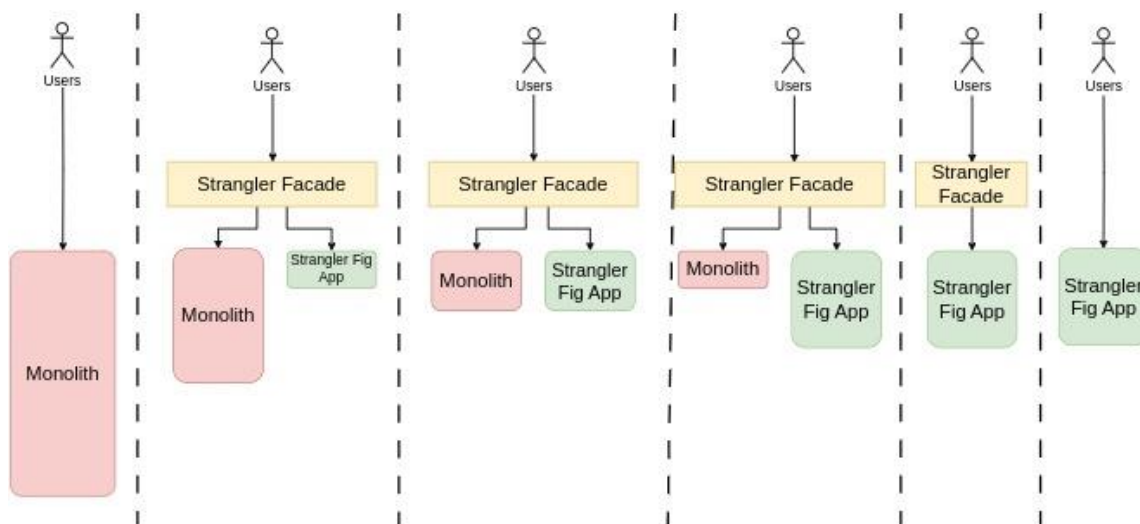 Users
Monolith
Users
Strangler Facade
Monolith
Strangler Fig
App
Users
Strangler Facade
Monolith
Strangler
Fig App
Users
Strangler Facade
Monolith
Strangler
Fig App
Users
Strangler
Facade
Strangler
Fig App
Users
Strangler
Fig App